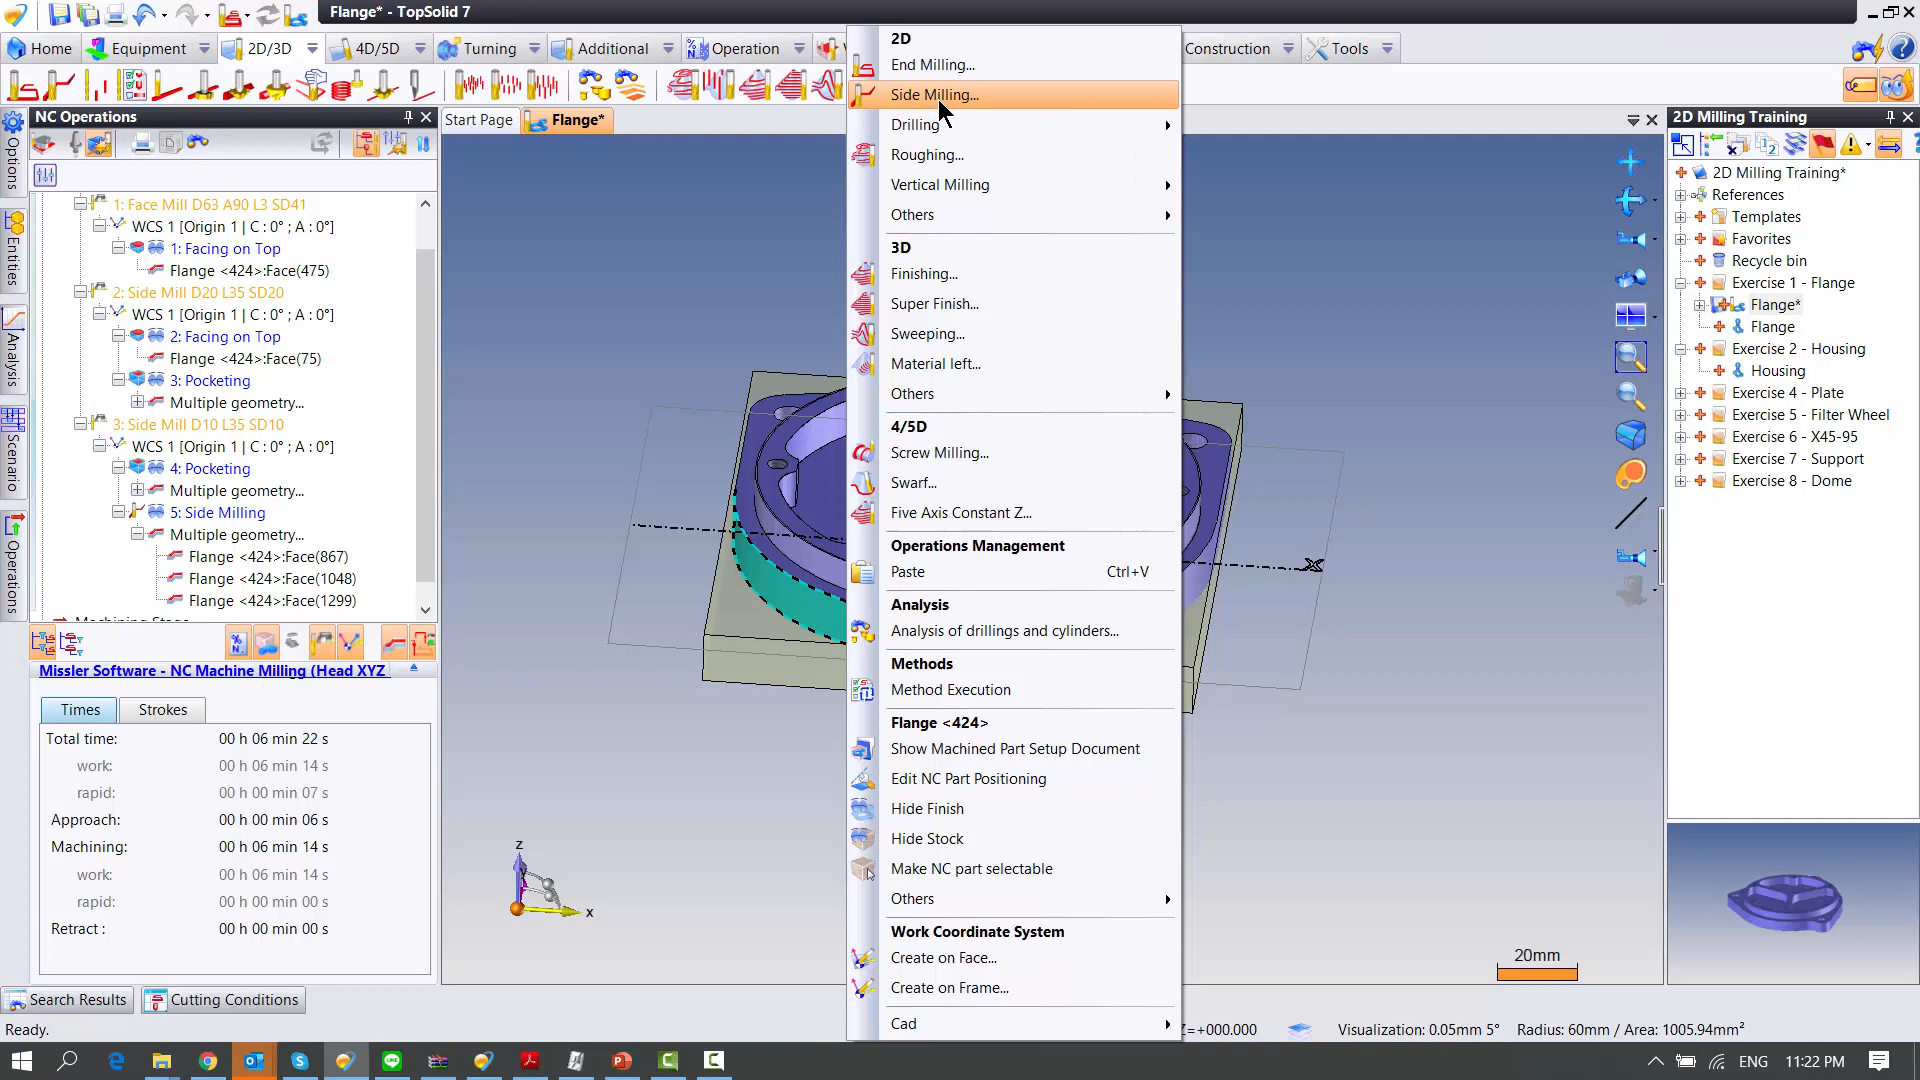 Flange* - TopSolid 7
Home
Equipment
2D/3D
4D/5D
Turning
Additional
Operation
Construction
Tools
NC Operations
Start Page
Flange*
2D Milling Training
Options
Entities
Analysis
Scenario
Operations
1: Face Mill D63 A90 L3 SD41
WCS 1 [Origin 1 | C : 0° ; A : 0°]
1: Facing on Top
Flange <424>:Face(475)
2: Side Mill D20 L35 SD20
WCS 1 [Origin 1 | C : 0° ; A : 0°]
2: Facing on Top
Flange <424>:Face(75)
3: Pocketing
Multiple geometry...
3: Side Mill D10 L35 SD10
WCS 1 [Origin 1 | C : 0° ; A : 0°]
4: Pocketing
Multiple geometry...
5: Side Milling
Multiple geometry...
Flange <424>:Face(867)
Flange <424>:Face(1048)
Flange <424>:Face(1299)
Missler Software - NC Machine Milling (Head XYZ
Times
Strokes
Total time: 00 h 06 min 22 s
work: 00 h 06 min 14 s
rapid: 00 h 00 min 07 s
Approach: 00 h 00 min 06 s
Machining: 00 h 06 min 14 s
work: 00 h 06 min 14 s
rapid: 00 h 00 min 00 s
Retract : 00 h 00 min 00 s
Search Results
Cutting Conditions
Ready.
2D
End Milling...
Side Milling...
Drilling
Roughing...
Vertical Milling
Others
3D
Finishing...
Super Finish...
Sweeping...
Material left...
Others
4/5D
Screw Milling...
Swarf...
Five Axis Constant Z...
Operations Management
Paste Ctrl+V
Analysis
Analysis of drillings and cylinders...
Methods
Method Execution
Flange <424>
Show Machined Part Setup Document
Edit NC Part Positioning
Hide Finish
Hide Stock
Make NC part selectable
Others
Work Coordinate System
Create on Face...
Create on Frame...
Cad
z
x
X
20mm
2D Milling Training*
References
Templates
Favorites
Recycle bin
Exercise 1 - Flange
Flange*
Flange
Exercise 2 - Housing
Housing
Exercise 4 - Plate
Exercise 5 - Filter Wheel
Exercise 6 - X45-95
Exercise 7 - Support
Exercise 8 - Dome
Z=+000.000
Visualization: 0.05mm 5°
Radius: 60mm / Area: 1005.94mm²
ENG
11:22 PM